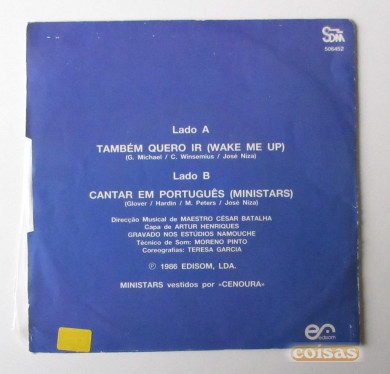 SDM
506452
Lado A
TAMBÉM QUERO IR (WAKE ME UP)
(G. Michael / C. Winsemius / José Niza)
Lado B
CANTAR EM PORTUGUÊS (MINISTARS)
(Glover / Hardin / M. Peters / José Niza)
Direcção Musical de MAESTRO CÉSAR BATALHA
Capa de ARTUR HENRIQUES
GRAVADO NOS ESTÚDIOS NAMOUCHE
Técnico de Som: MORENO PINTO
Coreografias: TERESA GARCIA
℗ 1986 EDISOM, LDA.
MINISTARS vestidos por «CENOURA»
edisom
coisas